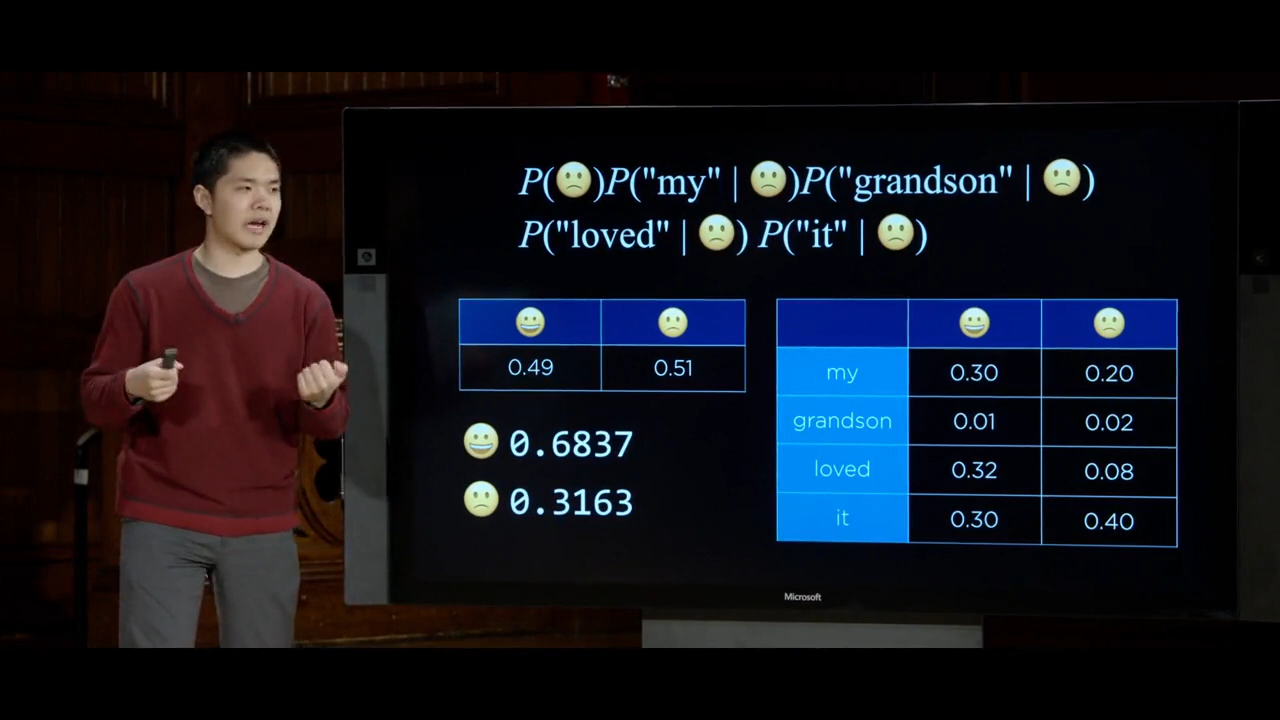 P(🙁)P("my" | 🙁)P("grandson" | 🙁)
P("loved" | 🙁) P("it" | 🙁)
😀 🙁
0.49 0.51
😀 0.6837
🙁 0.3163
😀 🙁
my 0.30 0.20
grandson 0.01 0.02
loved 0.32 0.08
it 0.30 0.40
Microsoft